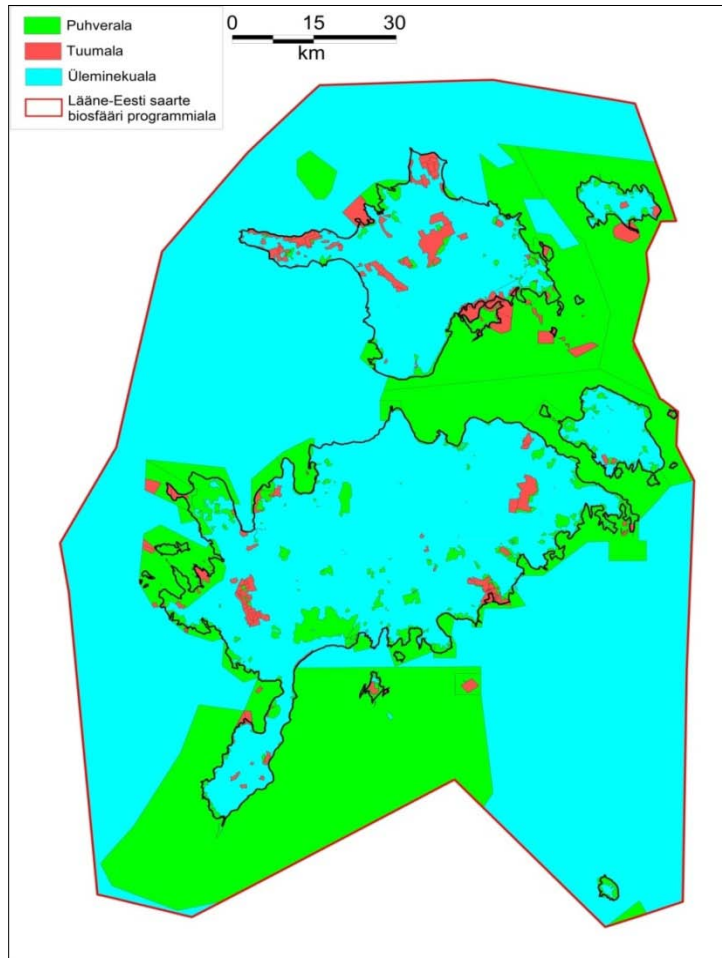 Puhverala
Tuumala
Üleminekuala
Lääne-Eesti saarte
biosfääri programmiala
0 15 30
km